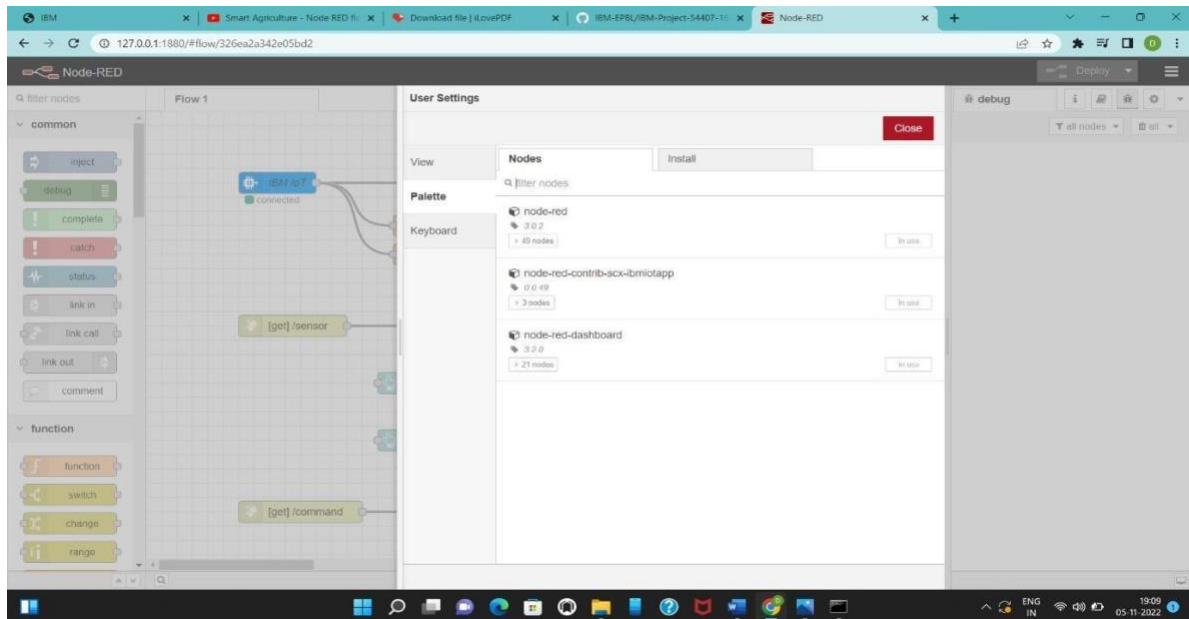 IBM
Smart Agriculture - Node RED fl
Download file | iLovePDF
IBM-EPBL/IBM-Project-54407-16
Node-RED
127.0.0.1:1880/#flow/326ea2a342e05bd2
D
Node-RED
Deploy
filter nodes
Flow 1
User Settings
debug
i
Close
all nodes
all
common
inject
debug
complete
catch
status
link in
link call
link out
comment
function
function
switch
change
range
IBM IoT
connected
[get] /sensor
[get] /command
View
Palette
Keyboard
Nodes
Install
filter nodes
node-red
3.0.2
49 nodes
in use
node-red-contrib-scx-ibmiotapp
0.0.49
3 nodes
in use
node-red-dashboard
3.2.0
21 nodes
in use
ENG
IN
19:09
05-11-2022